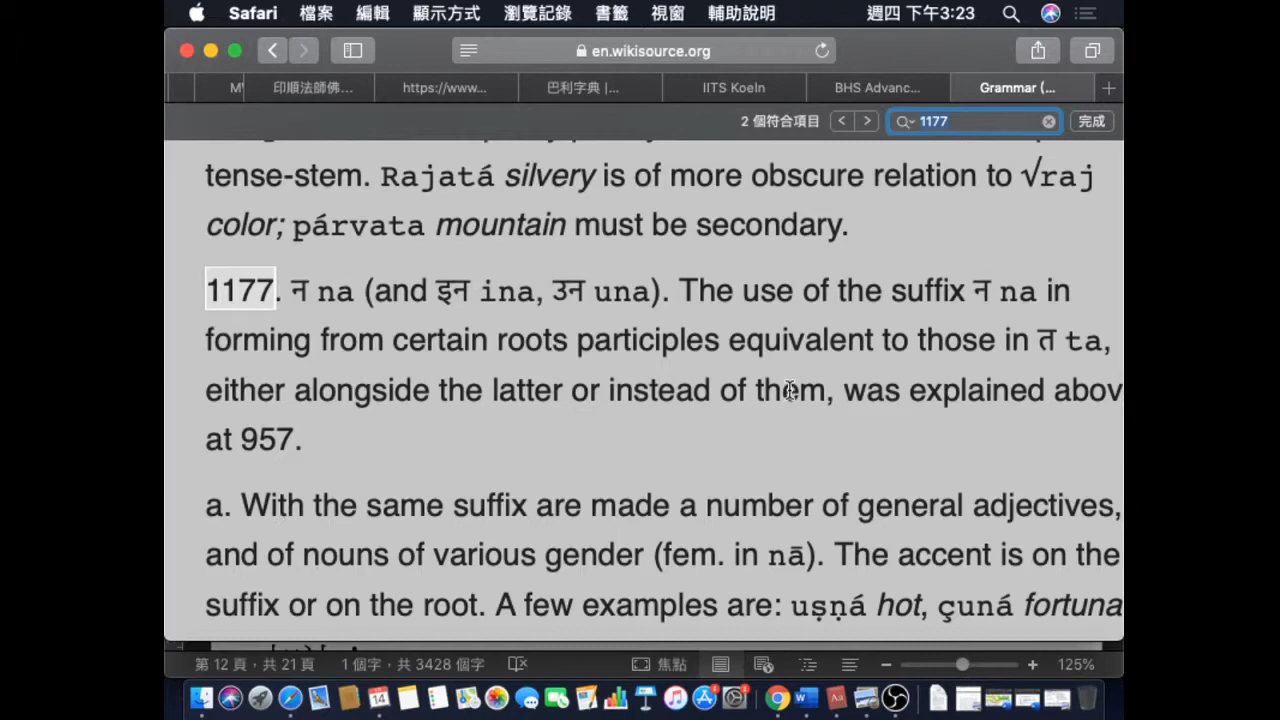 Safari 檔案 編輯 顯示方式 瀏覽記錄 書籤 視窗 輔助說明 週四 下午3:23
en.wikisource.org
M' 印順法師佛... https://www... 巴利字典 |... IITS Koeln BHS Advanc... Grammar (...
2 個符合項目 1177 完成
tense-stem. Rajatá silvery is of more obscure relation to √raj
color; párvata mountain must be secondary.
1177. न na (and इन ina, उन una). The use of the suffix न na in
forming from certain roots participles equivalent to those in त ta,
either alongside the latter or instead of them, was explained abov
at 957.
a. With the same suffix are made a number of general adjectives,
and of nouns of various gender (fem. in nā). The accent is on the
suffix or on the root. A few examples are: uṣṇá hot, çuná fortuna
第 12 頁，共 21 頁 1 個字，共 3428 個字 焦點 125%
14